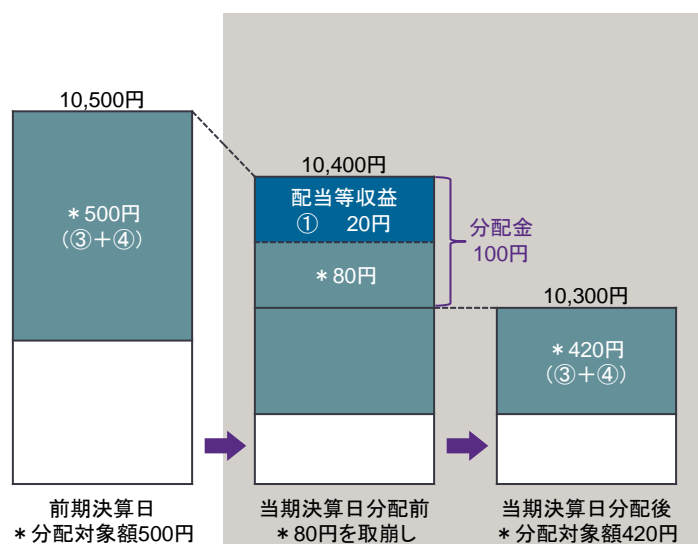 10,500円
＊500円
（③＋④）
前期決算日
＊分配対象額500円
10,400円
配当等収益
① 20円
＊80円
分配金
100円
当期決算日分配前
＊80円を取崩し
10,300円
＊420円
（③＋④）
当期決算日分配後
＊分配対象額420円